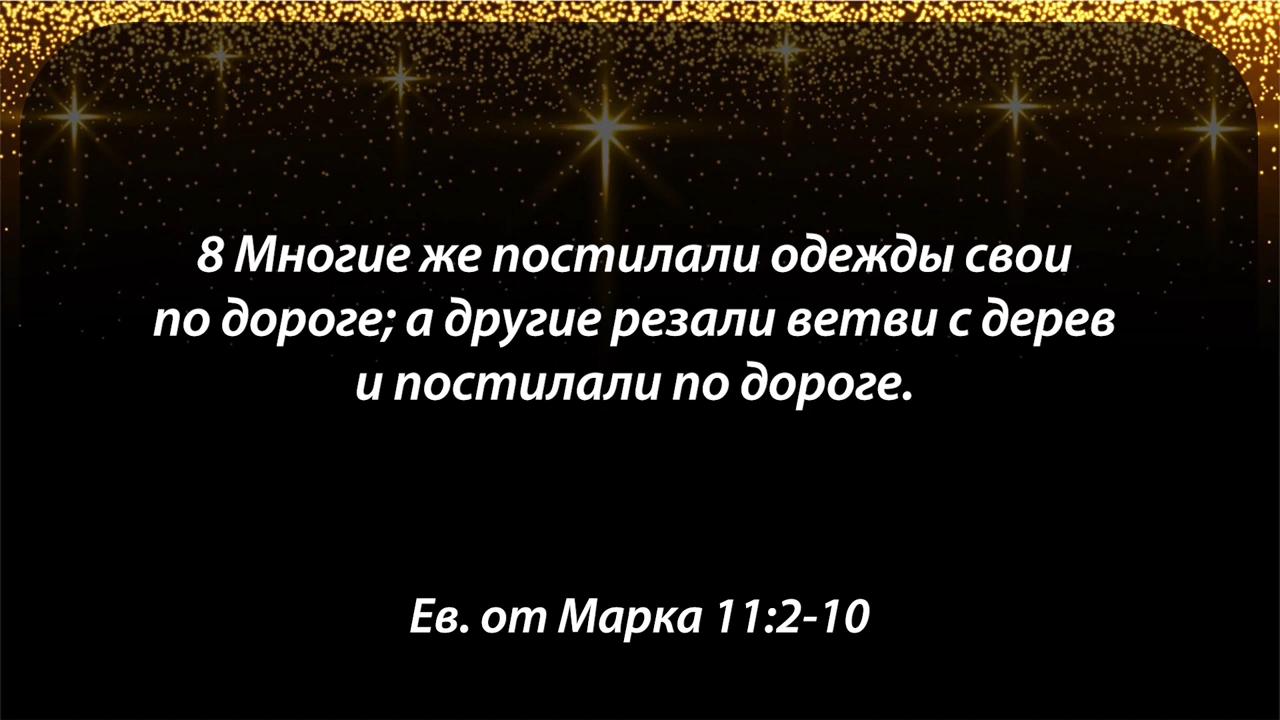 8 Многие же постилали одежды свои
по дороге; а другие резали ветви с дерев
и постилали по дороге.
Ев. от Марка 11:2-10